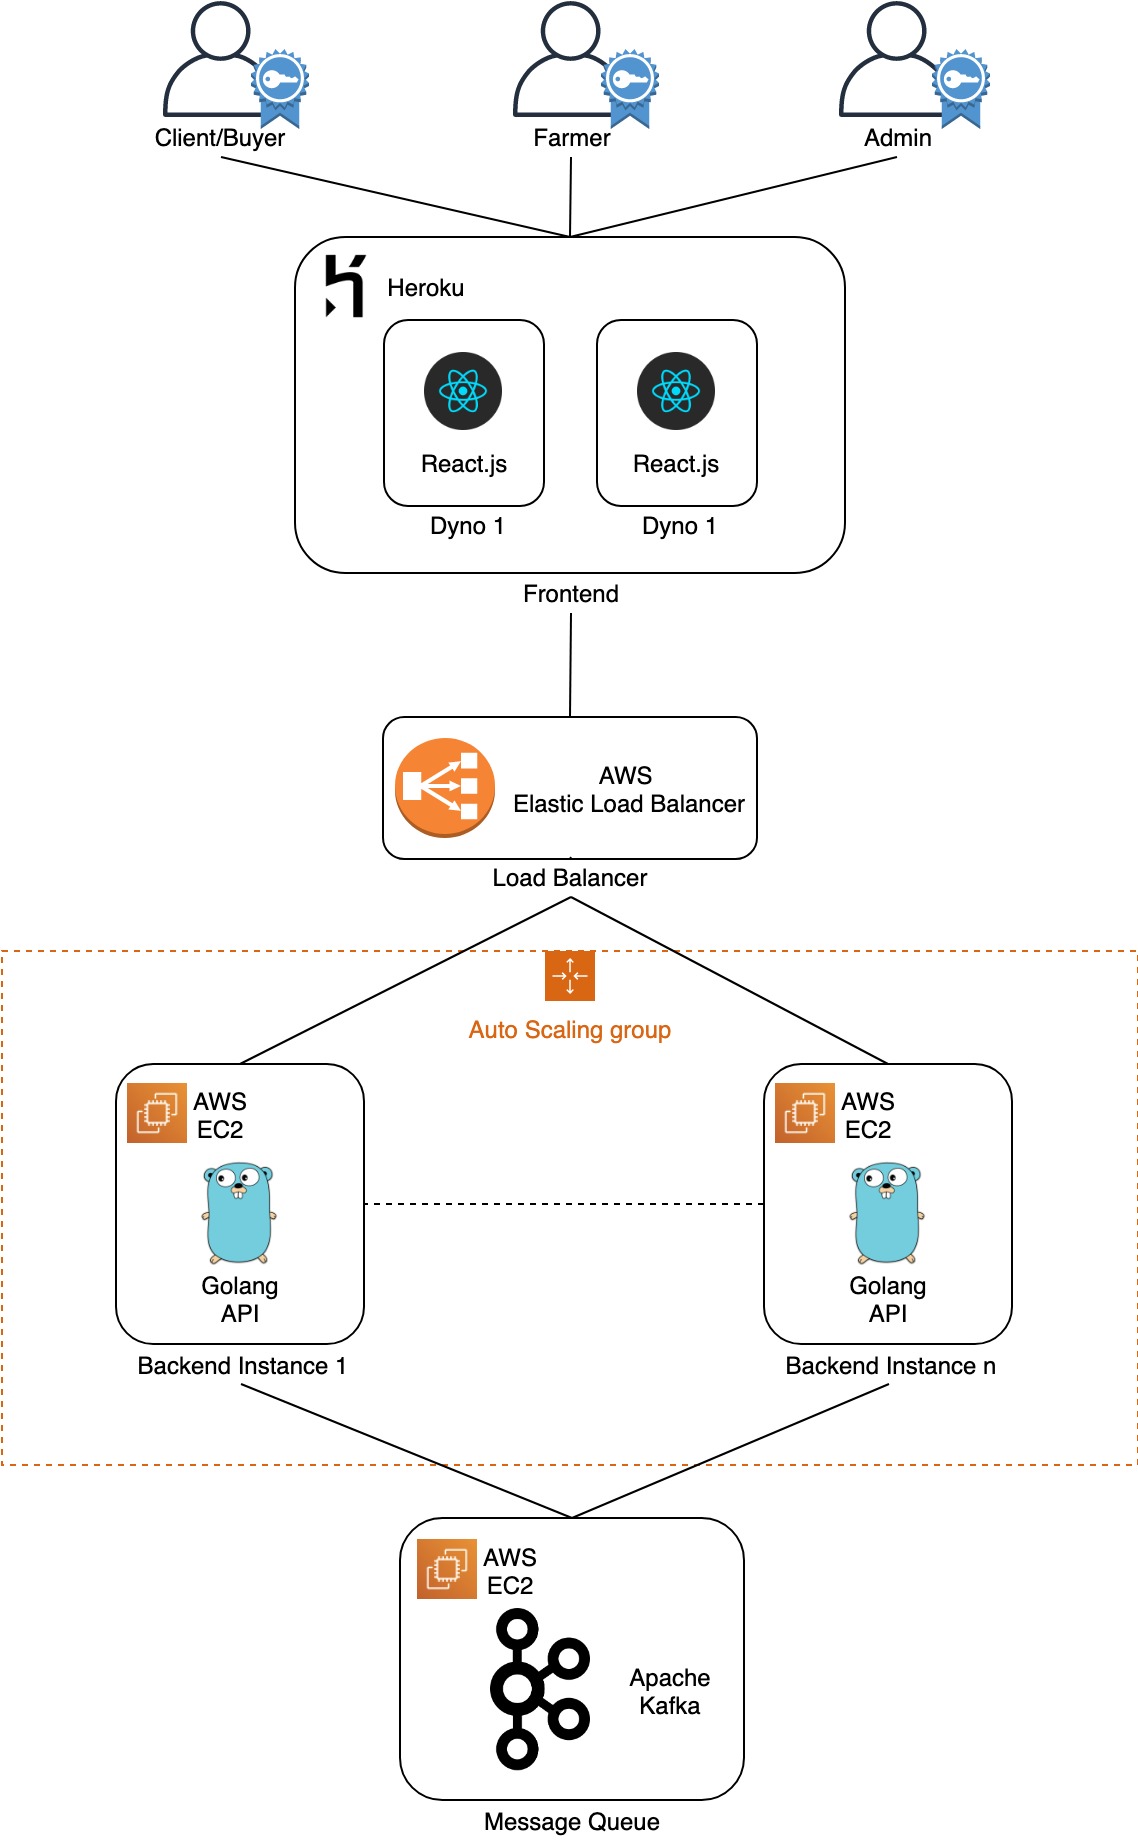 Client/Buyer
Farmer
Admin
Heroku
React.js
React.js
Dyno 1
Dyno 1
Frontend
AWS
Elastic Load Balancer
Load Balancer
Auto Scaling group
AWS
EC2
Golang
API
Backend Instance 1
AWS
EC2
Golang
API
Backend Instance n
AWS
EC2
Apache
Kafka
Message Queue